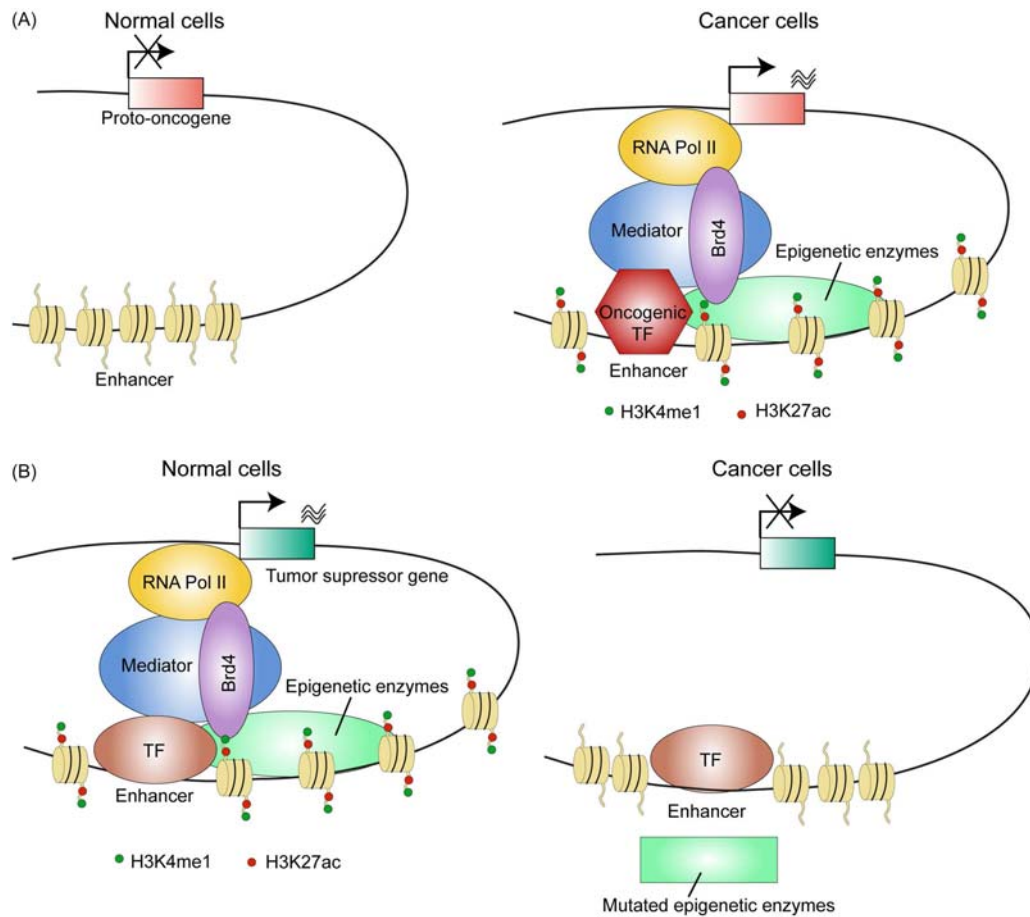 (A)
Normal cells
Proto-oncogene
Enhancer
Cancer cells
RNA Pol II
Mediator
Brd4
Epigenetic enzymes
Oncogenic
TF
Enhancer
H3K4me1
H3K27ac
(B)
Normal cells
Tumor supressor gene
RNA Pol II
Mediator
Brd4
Epigenetic enzymes
TF
Enhancer
H3K4me1
H3K27ac
Cancer cells
TF
Enhancer
Mutated epigenetic enzymes